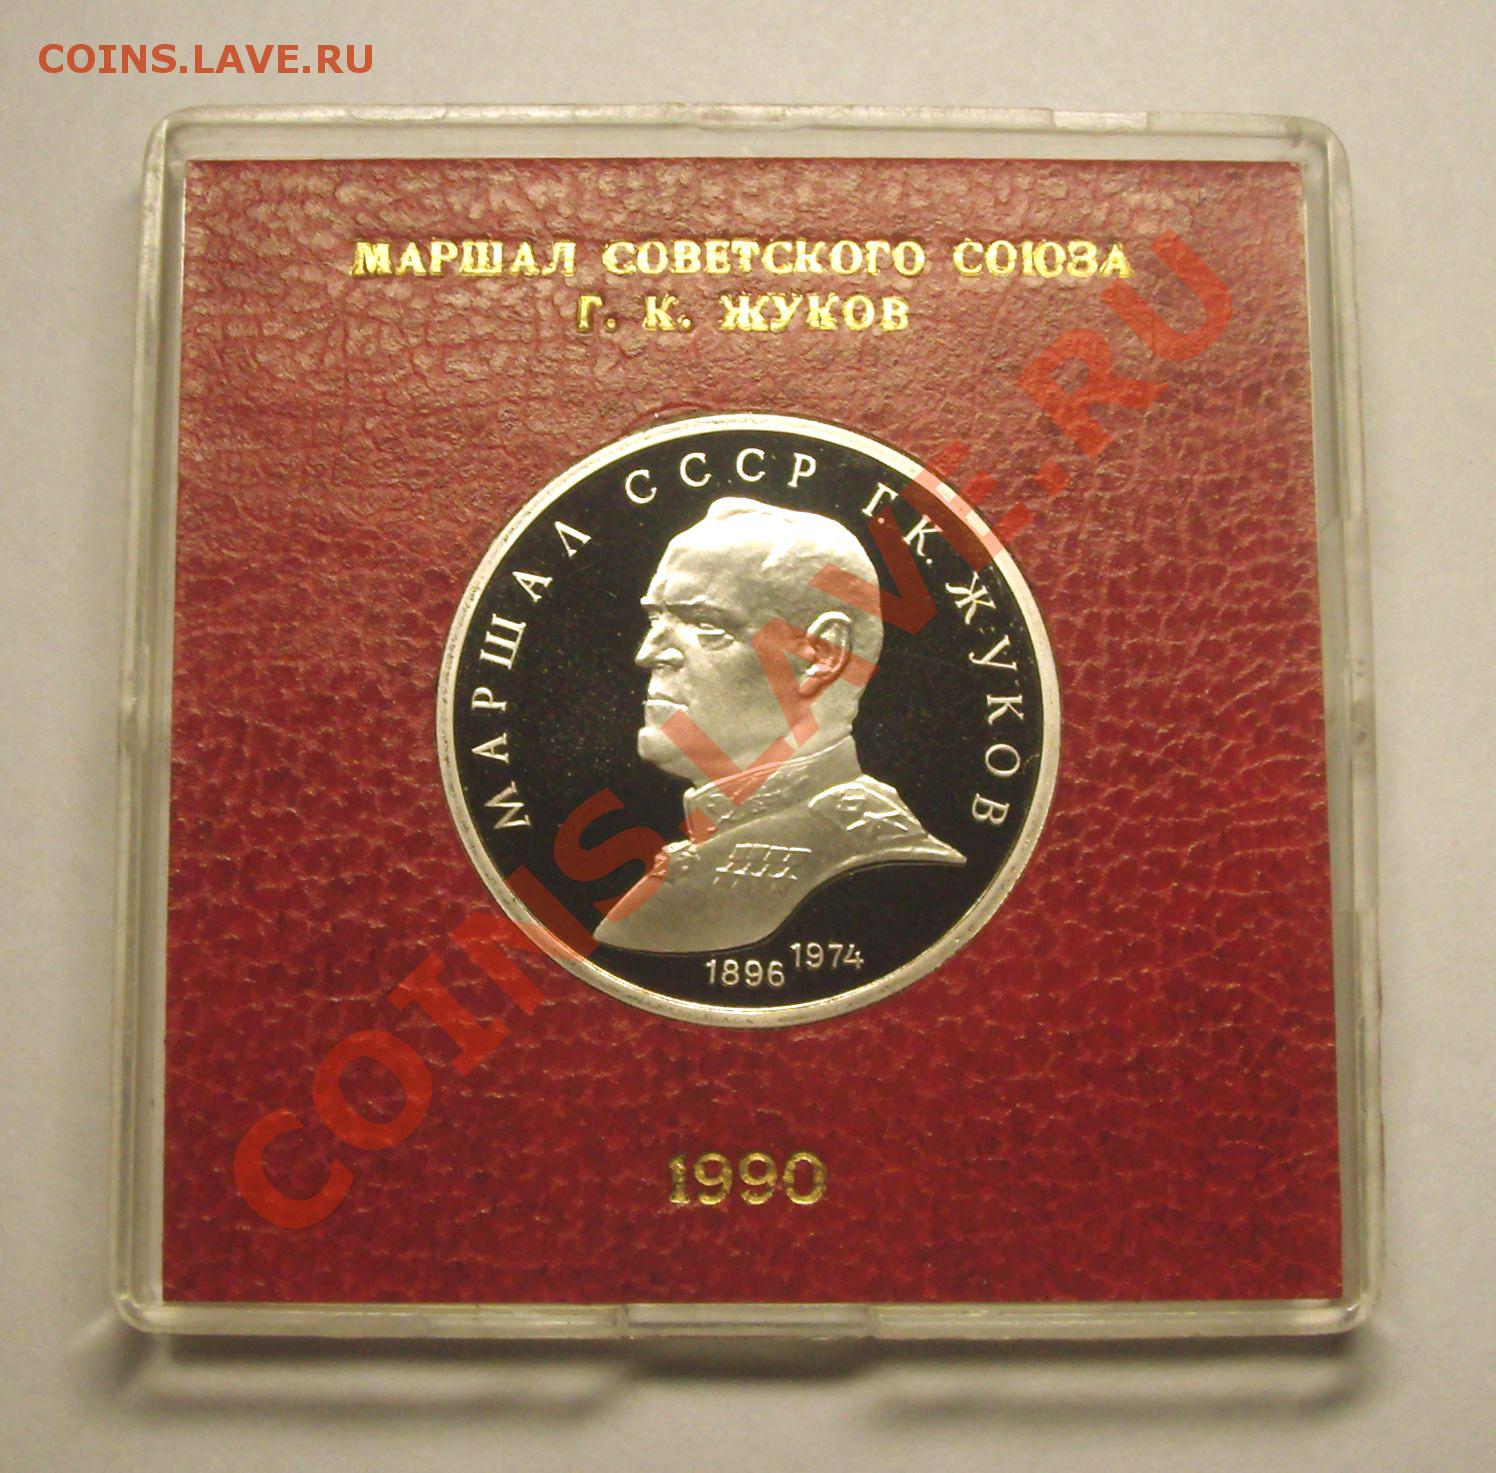 COINS.LAVE.RU
МАРШАЛ СОВЕТСКОГО СОЮЗА
Г. К. ЖУКОВ
МАРШАЛ СССР Г.К. ЖУКОВ
1896 1974
1990
COINS.LAVE.RU